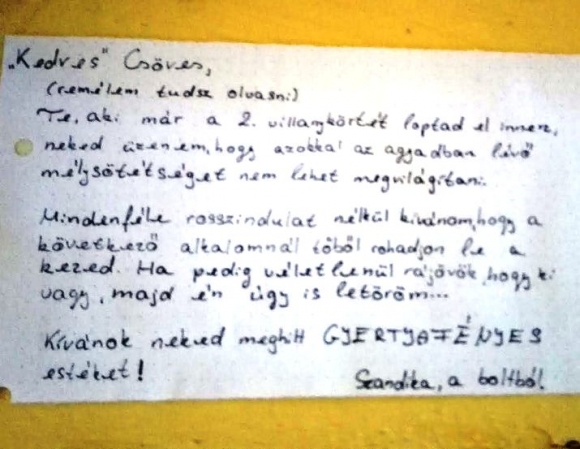 „Kedves" Csöves,
(remélem tudsz olvasni)
Te, aki már a 2. villanykörtét loptad el innen,
neked üzenem, hogy azokkal az agyadban lévő
mélysötétséget nem lehet megvilágítani.
Mindenféle rosszindulat nélkül kívánom, hogy a
következő alkalomnál tőből rohadjon le a
kezed. Ha pedig véletlenül rájövök, hogy ki
vagy, majd én úgy is letöröm...
Kívánok neked meghitt GYERTYAFÉNYES
estéket!
Szandika, a boltból